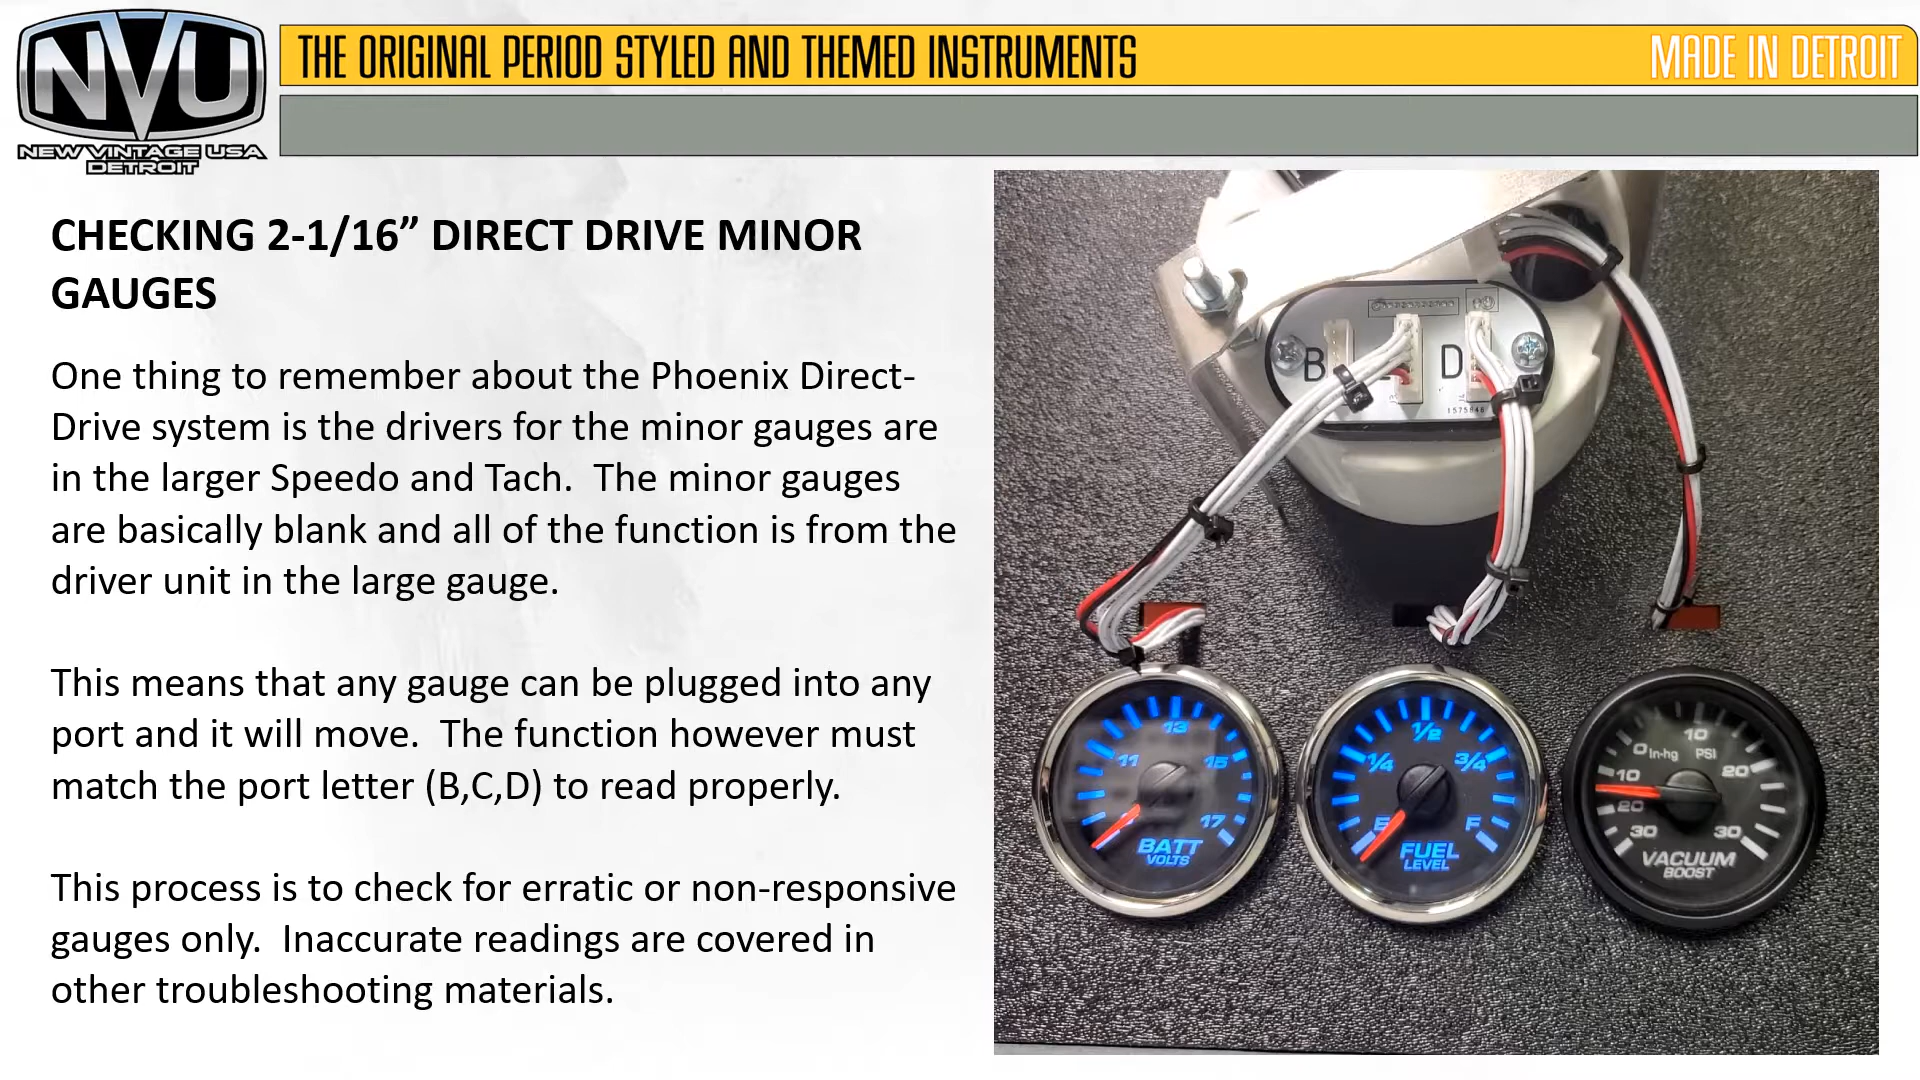 NVU
NEW VINTAGE USA
DETROIT
THE ORIGINAL PERIOD STYLED AND THEMED INSTRUMENTS
MADE IN DETROIT
CHECKING 2-1/16” DIRECT DRIVE MINOR
GAUGES
One thing to remember about the Phoenix Direct-
Drive system is the drivers for the minor gauges are
in the larger Speedo and Tach.  The minor gauges
are basically blank and all of the function is from the
driver unit in the large gauge.
This means that any gauge can be plugged into any
port and it will move.  The function however must
match the port letter (B,C,D) to read properly.
This process is to check for erratic or non-responsive
gauges only.  Inaccurate readings are covered in
other troubleshooting materials.
B
D
1575848
11
13
15
17
BATT
VOLTS
E
1/4
1/2
3/4
F
FUEL
LEVEL
0 In-hg
PSI
10
10
20
20
30
30
VACUUM
BOOST